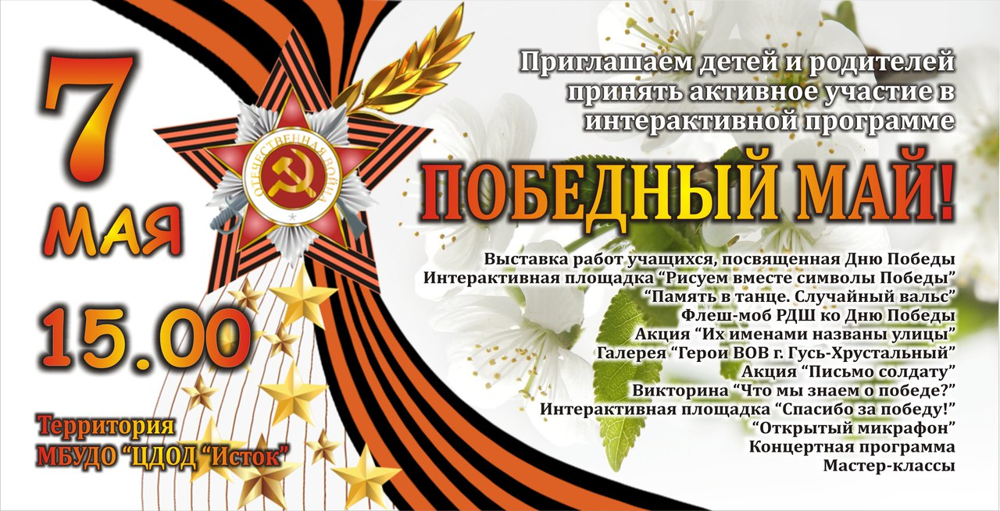 7
МАЯ
15.00
Территория
МБУДО “ЦДОД “Исток”
ОТЕЧЕСТВЕННАЯ ВОЙНА
Приглашаем детей и родителей
принять активное участие в
интерактивной программе
ПОБЕДНЫЙ МАЙ!
Выставка работ учащихся, посвященная Дню Победы
Интерактивная площадка “Рисуем вместе символы Победы”
“Память в танце. Случайный вальс”
Флеш-моб РДШ ко Дню Победы
Акция “Их именами названы улицы”
Галерея “Герои ВОВ г. Гусь-Хрустальный”
Акция “Письмо солдату”
Викторина “Что мы знаем о победе?”
Интерактивная площадка “Спасибо за победу!”
“Открытый микрофон”
Концертная программа
Мастер-классы